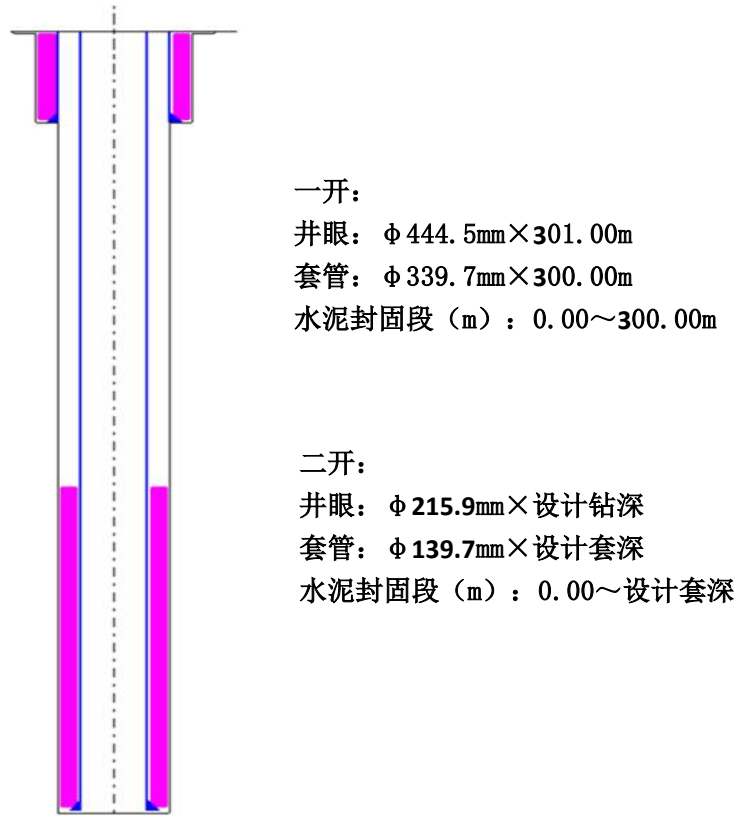 一开：
井眼：φ444.5mm×301.00m
套管：φ339.7mm×300.00m
水泥封固段（m）：0.00～300.00m
二开：
井眼：φ215.9mm×设计钻深
套管：φ139.7mm×设计套深
水泥封固段（m）：0.00～设计套深